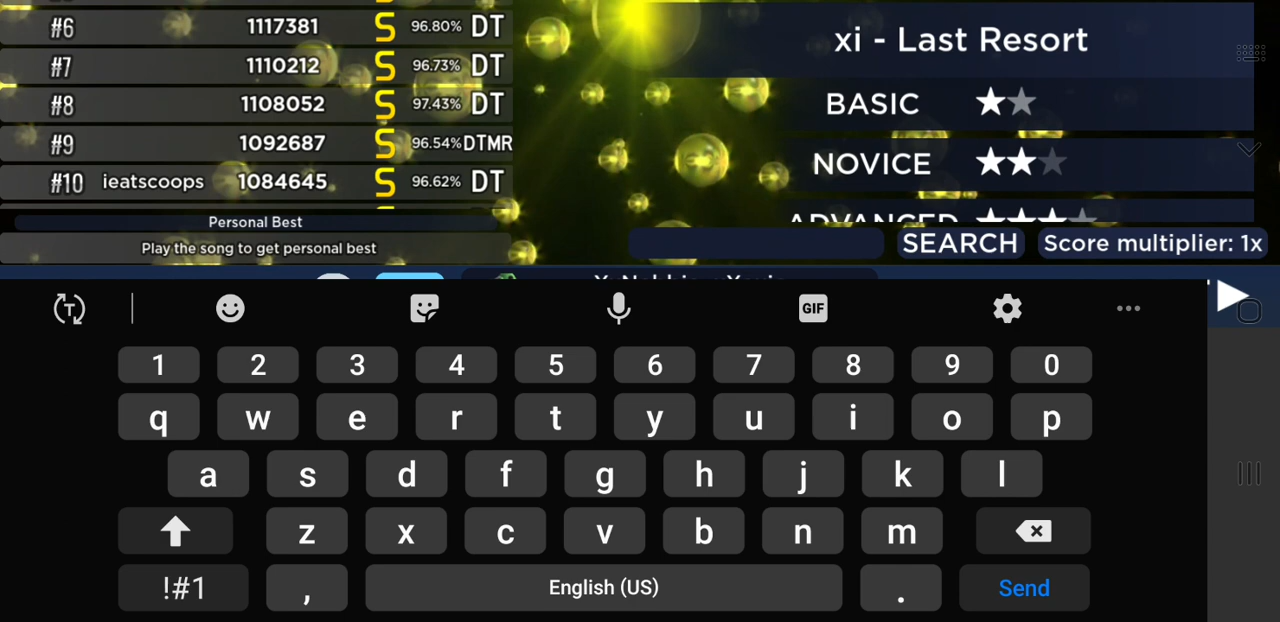 #6 1117381 S 96.80% DT
#7 1110212 S 96.73% DT
#8 1108052 S 97.43% DT
#9 1092687 S 96.54% DTMR
#10 ieatscoops 1084645 S 96.62% DT
Personal Best
Play the song to get personal best
xi - Last Resort
BASIC
NOVICE
ADVANCED
SEARCH Score multiplier: 1x
T GIF
1 2 3 4 5 6 7 8 9 0
q w e r t y u i o p
a s d f g h j k l
z x c v b n m
!#1 , English (US) . Send